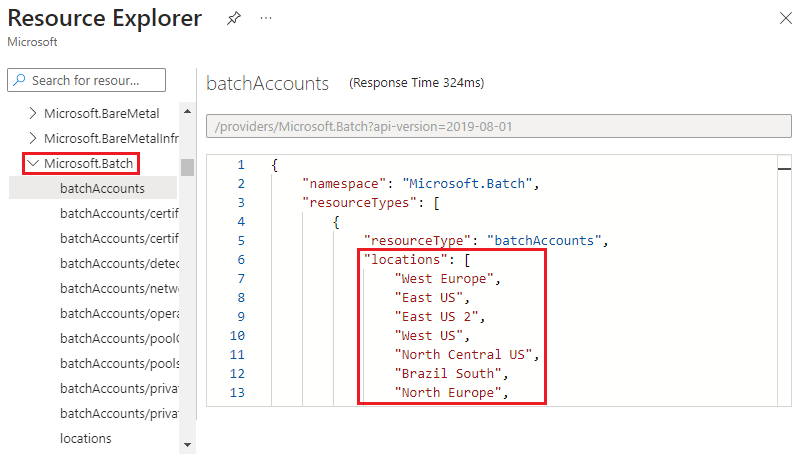 Resource Explorer
...
Microsoft
Search for resour...
Microsoft.BareMetal
Microsoft.BareMetalInfr
Microsoft.Batch
batchAccounts
batchAccounts/certif
batchAccounts/certif
batchAccounts/detec
batchAccounts/netw
batchAccounts/opera
batchAccounts/poolO
batchAccounts/pools
batchAccounts/privat
batchAccounts/privat
locations
batchAccounts (Response Time 324ms)
/providers/Microsoft.Batch?api-version=2019-08-01
1 {
2 "namespace": "Microsoft.Batch",
3 "resourceTypes": [
4 {
5 "resourceType": "batchAccounts",
6 "locations": [
7 "West Europe",
8 "East US",
9 "East US 2",
10 "West US",
11 "North Central US",
12 "Brazil South",
13 "North Europe",